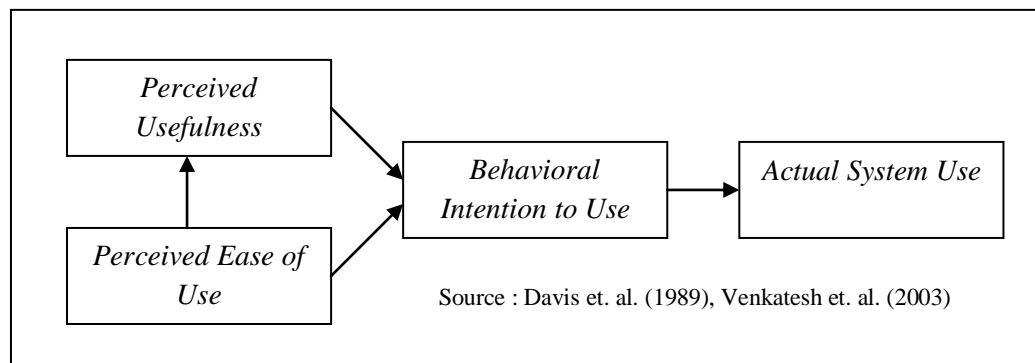 Perceived
Usefulness
Behavioral
Intention to Use
Actual System Use
Perceived Ease of
Use
Source : Davis et. al. (1989), Venkatesh et. al. (2003)